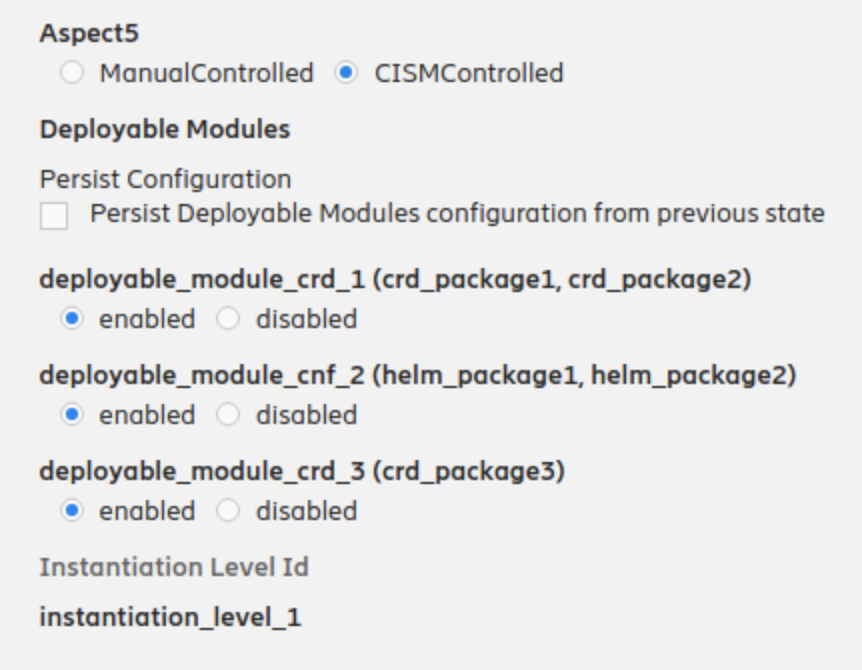 Aspect5
ManualControlled CISMControlled
Deployable Modules
Persist Configuration
Persist Deployable Modules configuration from previous state
deployable_module_crd_1 (crd_package1, crd_package2)
enabled disabled
deployable_module_cnf_2 (helm_package1, helm_package2)
enabled disabled
deployable_module_crd_3 (crd_package3)
enabled disabled
Instantiation Level Id
instantiation_level_1